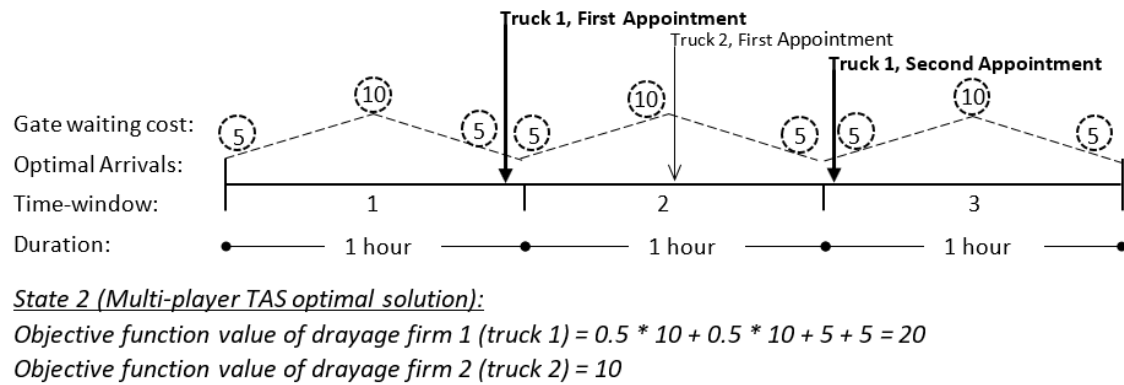 Truck 1, First Appointment
Truck 2, First Appointment
Truck 1, Second Appointment
10 10 10
Gate waiting cost: 5 5 5 5 5 5
Optimal Arrivals:
Time-window: 1 2 3
Duration: 1 hour 1 hour 1 hour
State 2 (Multi-player TAS optimal solution):
Objective function value of drayage firm 1 (truck 1) = 0.5 * 10 + 0.5 * 10 + 5 + 5 = 20
Objective function value of drayage firm 2 (truck 2) = 10